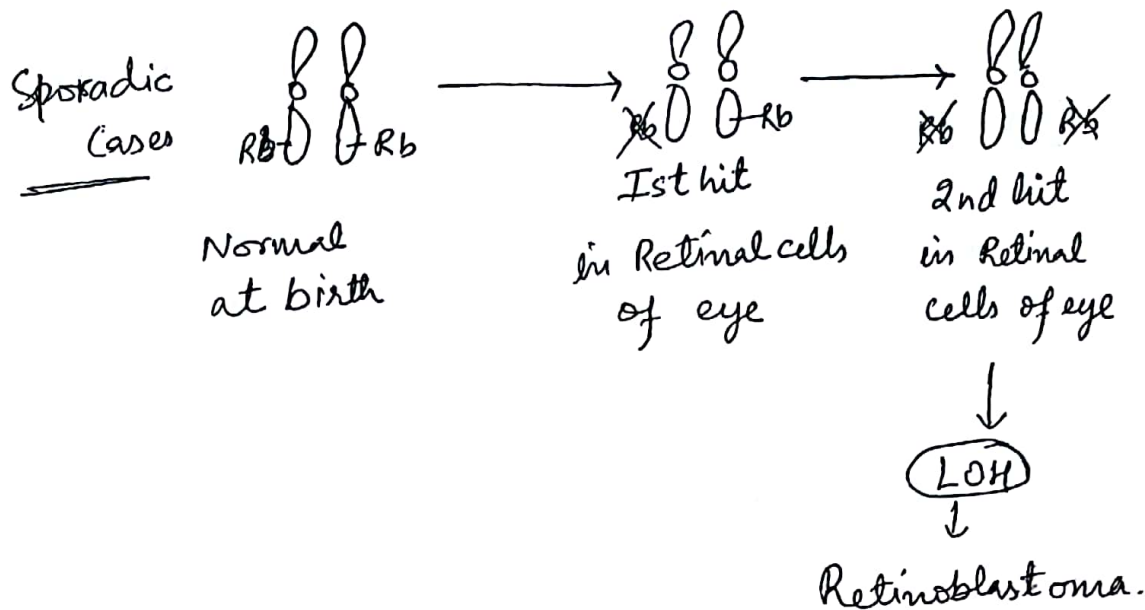 Sporadic
Cases
Rb
Rb
Normal
at birth
Rb
Rb
Ist hit
in Retinal cells
of eye
Rb
Rb
2nd hit
in Retinal
cells of eye
LOH
Retinoblastoma.